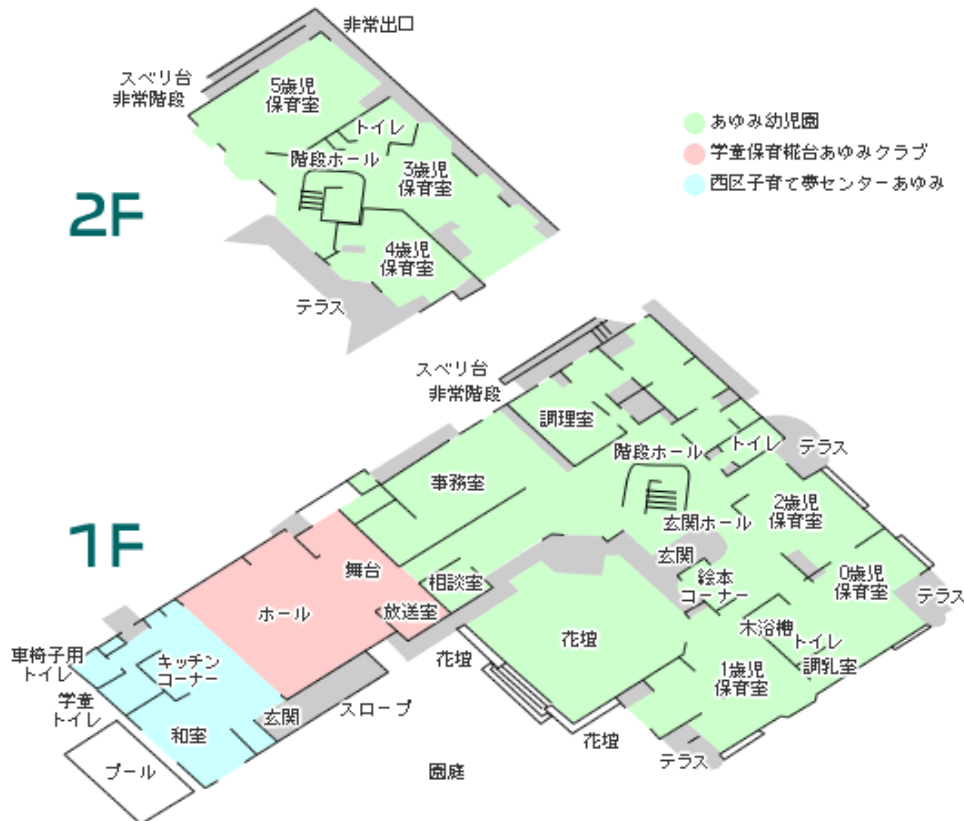 非常出口
スベリ台
非常階段
5歳児
保育室
トイレ
階段ホール
3歳児
保育室
4歳児
保育室
テラス
2F
あゆみ幼児園
学童保育糀台あゆみクラブ
西区子育て夢センターあゆみ
スベリ台
非常階段
調理室
階段ホール
トイレ
テラス
事務室
2歳児
保育室
玄関ホール
玄関
1F
舞台
相談室
絵本
コーナー
0歳児
保育室
テラス
ホール
放送室
花壇
花壇
沐浴槽
トイレ
調乳室
車椅子用
トイレ
キッチン
コーナー
1歳児
保育室
学童
トイレ
玄関
スロープ
和室
花壇
テラス
プール
園庭